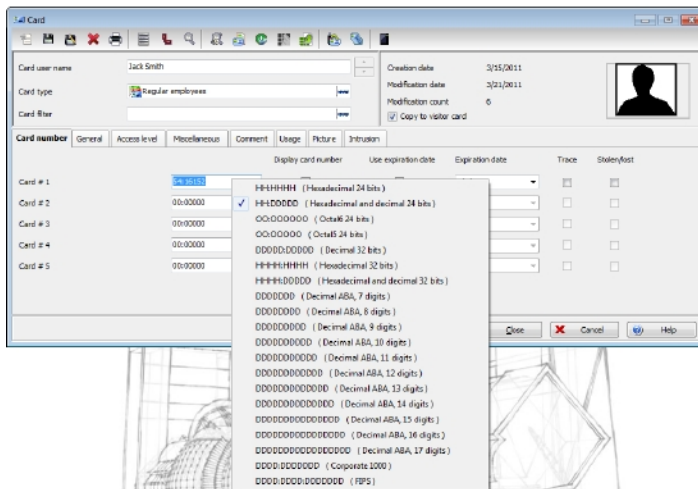 Card
Card user name
Jack Smith
Card type
Regular employees
Card filter
Creation date 3/15/2011
Modification date 3/21/2011
Modification count 6
Copy to visitor card
Card number General Access level Miscellaneous Comment Usage Picture Intrusion
Display card number Use expiration date Expiration date Trace Stolen/lost
Card # 1
Card # 2 00:00000
Card # 3 00:00000
Card # 4 00:00000
Card # 5 00:00000
HH:HHHH (Hexadecimal 24 bits)
HH:DDDDD (Hexadecimal and decimal 24 bits)
OO:OOOOOO (Octal6 24 bits)
OO:OOOOO (Octal5 24 bits)
DDDDD:DDDDD (Decimal 32 bits)
HHHH:HHHH (Hexadecimal 32 bits)
HHHH:DDDDD (Hexadecimal and decimal 32 bits)
DDDDDDD (Decimal ABA, 7 digits)
DDDDDDDD (Decimal ABA, 8 digits)
DDDDDDDDD (Decimal ABA, 9 digits)
DDDDDDDDDD (Decimal ABA, 10 digits)
DDDDDDDDDDD (Decimal ABA, 11 digits)
DDDDDDDDDDDD (Decimal ABA, 12 digits)
DDDDDDDDDDDDD (Decimal ABA, 13 digits)
DDDDDDDDDDDDDD (Decimal ABA, 14 digits)
DDDDDDDDDDDDDDD (Decimal ABA, 15 digits)
DDDDDDDDDDDDDDDD (Decimal ABA, 16 digits)
DDDDDDDDDDDDDDDDD (Decimal ABA, 17 digits)
DDDD:DDDDDDD (Corporate 1000)
DDDD:DDDD:DDDDDDD (FIPS)
Close Cancel Help